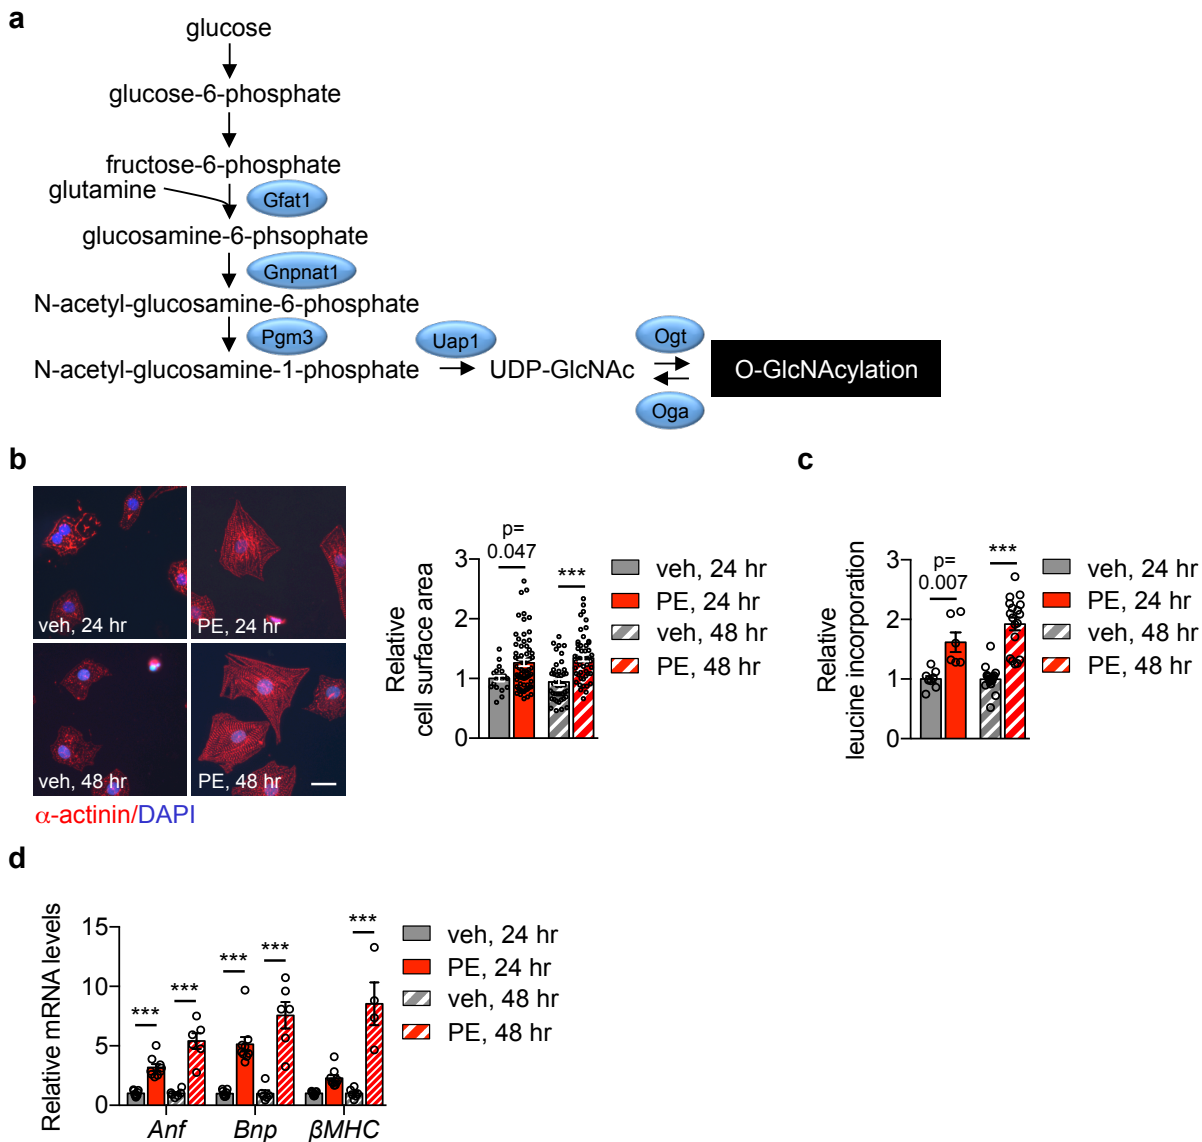 a
glucose
glucose-6-phosphate
fructose-6-phosphate
glutamine
Gfat1
glucosamine-6-phsophate
Gnpnat1
N-acetyl-glucosamine-6-phosphate
Pgm3
Uap1
Ogt
N-acetyl-glucosamine-1-phosphate
UDP-GlcNAc
O-GlcNAcylation
Oga
b
veh, 24 hr
PE, 24 hr
veh, 48 hr
PE, 48 hr
α-actinin/DAPI
Relative
cell surface area
3
2
1
0
p=
0.047
***
veh, 24 hr
PE, 24 hr
veh, 48 hr
PE, 48 hr
c
Relative
leucine incorporation
3
2
1
0
p=
0.007
***
veh, 24 hr
PE, 24 hr
veh, 48 hr
PE, 48 hr
d
Relative mRNA levels
15
10
5
0
***
***
***
***
***
Anf
Bnp
βMHC
veh, 24 hr
PE, 24 hr
veh, 48 hr
PE, 48 hr